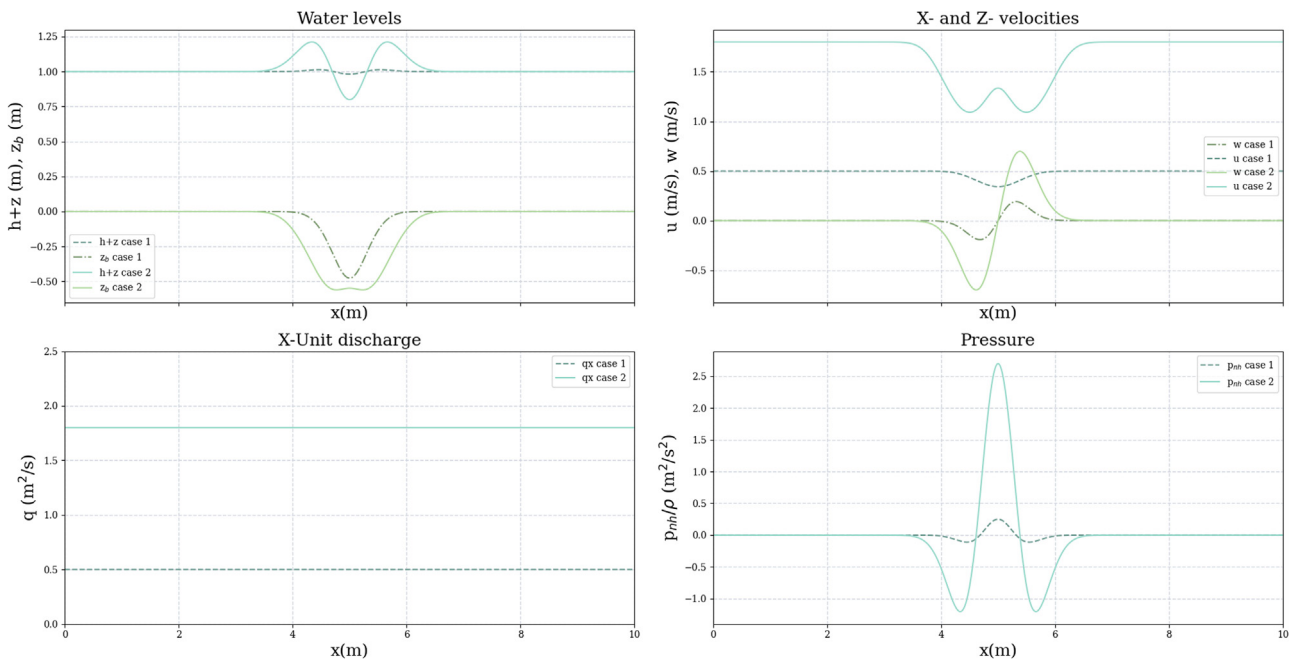 Water levels
h+z (m), z_b (m)
1.25
1.00
0.75
0.50
0.25
0.00
−0.25
−0.50
h+z case 1
z_b case 1
h+z case 2
z_b case 2
x(m)
X- and Z- velocities
u (m/s), w (m/s)
1.5
1.0
0.5
0.0
−0.5
w case 1
u case 1
w case 2
u case 2
x(m)
X-Unit discharge
q (m²/s)
2.5
2.0
1.5
1.0
0.5
0.0
qx case 1
qx case 2
0 2 4 6 8 10
x(m)
Pressure
p_nh/ρ (m²/s²)
2.5
2.0
1.5
1.0
0.5
0.0
−0.5
−1.0
p_nh case 1
p_nh case 2
0 2 4 6 8 10
x(m)